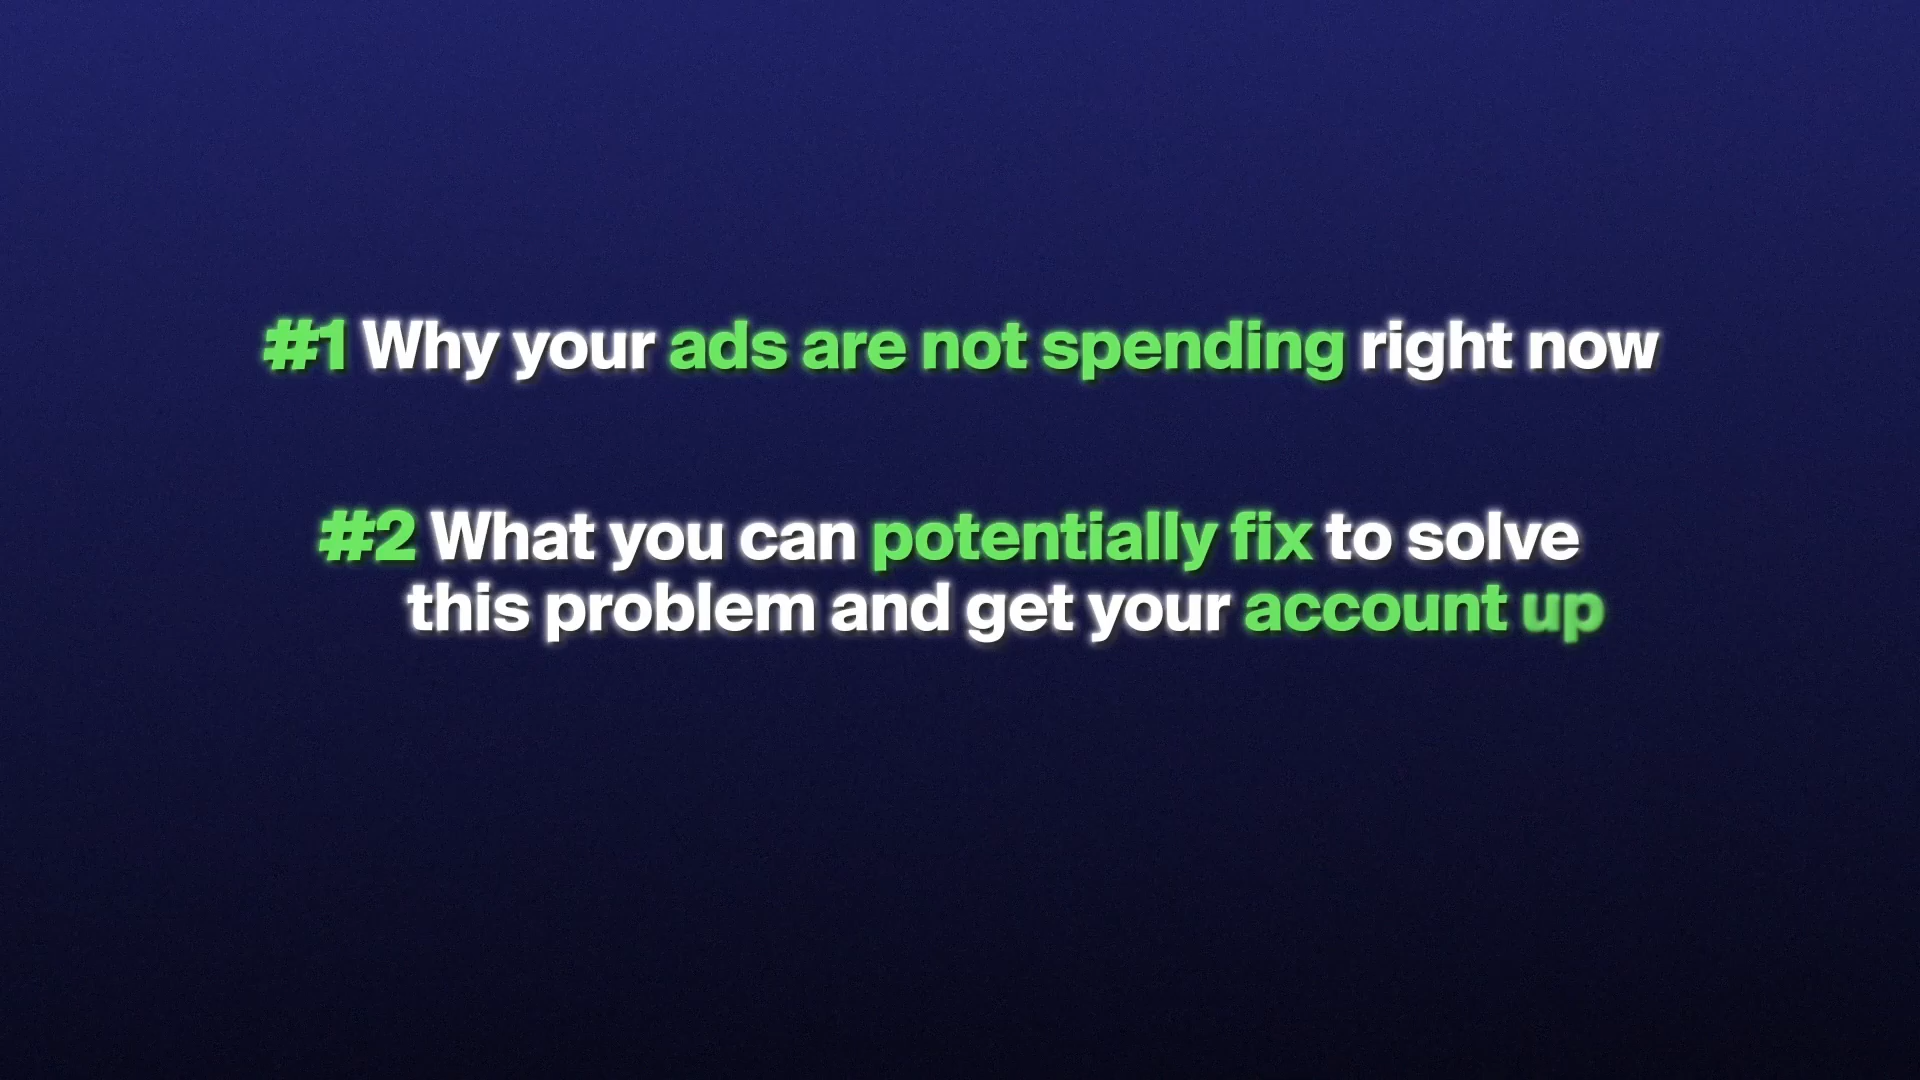 #1 Why your ads are not spending right now
#2 What you can potentially fix to solve
this problem and get your account up